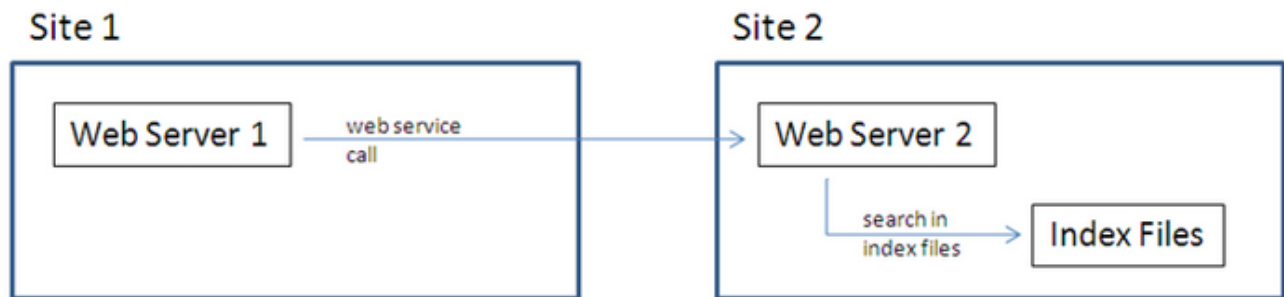 Site 1
Site 2
Web Server 1
web service
call
Web Server 2
search in
index files
Index Files